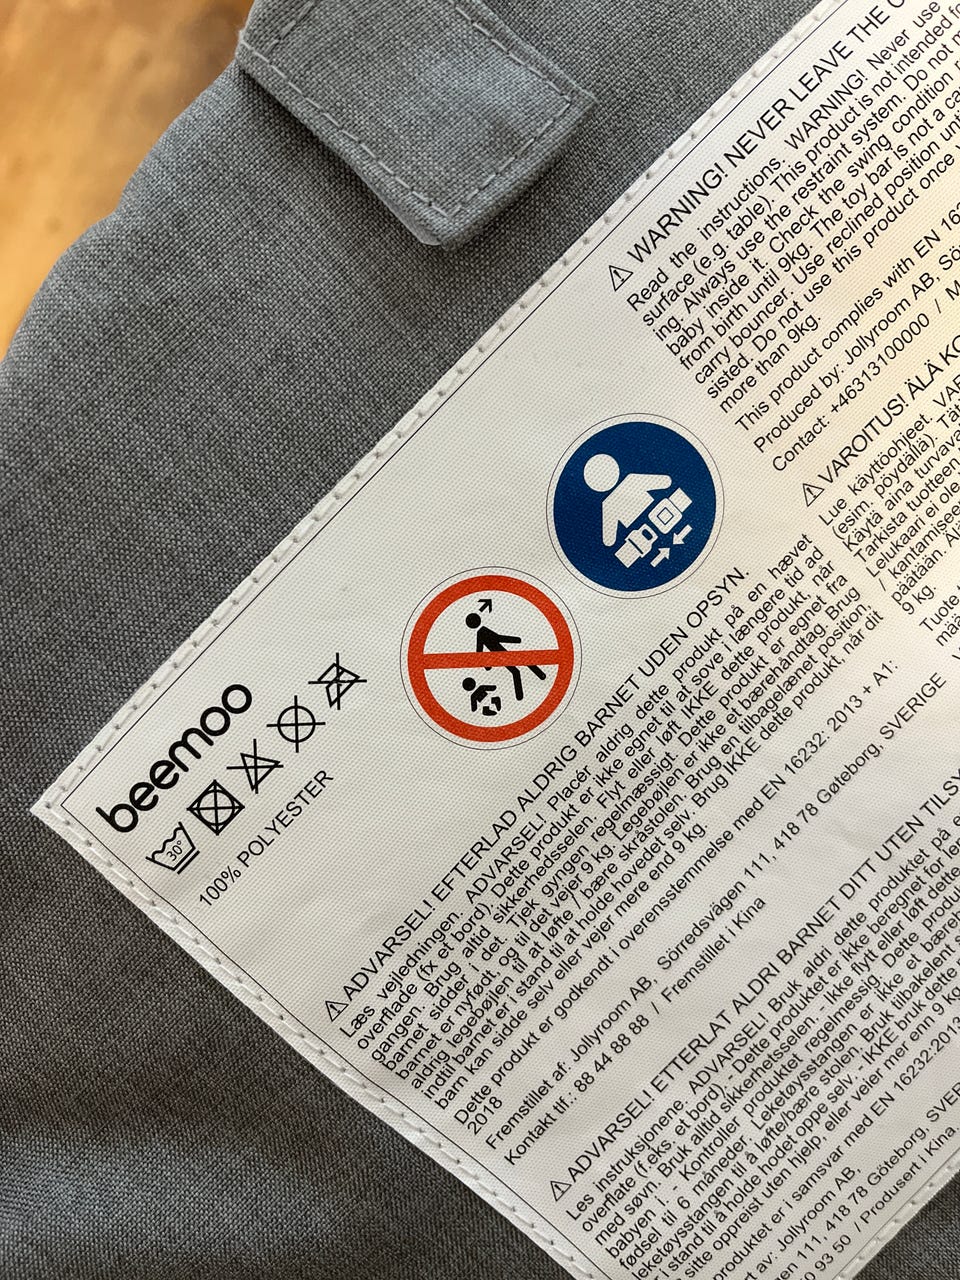 beemoo
30°
100% POLYESTER
⚠ WARNING! NEVER LEAVE THE
Read the instructions. WARNING! Never use
surface (e.g. table). This product is not intended
ing. Always use the restraint system. Do not
baby inside it! Check the swing condition
from birth until 9kg. The toy bar is not a
carry bouncer. Use reclined position until
sisted. Do not use this product once
more than 9kg.
This product complies with EN
Produced by: Jollyroom AB,
Contact: +46313100000 /
⚠ VAROITUS! ÄLÄ
Lue käyttöohjeet.
(esim. pöydällä).
Käytä aina
Tarkista tuotteen
Lelukaari ei ole
kantamiseen
päätään.
9 kg.
Tuote
⚠ ADVARSEL! EFTERLAD ALDRIG BARNET UDEN OPSYN.
Læs vejledningen. ADVARSEL! Placér aldrig dette produkt på en hævet
overflade (fx et bord). Dette produkt er ikke egnet til at sove i længere tid ad
gangen. Brug altid sikkerhedsselen. Flyt eller løft IKKE dette produkt, når
barnet sidder i det. Tjek gyngen regelmæssigt. Dette produkt er egnet fra
barnet er nyfødt, og til det vejer 9 kg. Legebøjlen er ikke et bærehåndtag. Brug
aldrig legebøjlen til at løfte / bære skråstolen. Brug en tilbagelænet position,
indtil barnet er i stand til at holde hovedet selv. Brug IKKE dette produkt, når dit
barn kan sidde selv eller vejer mere end 9 kg.
Dette produkt er godkendt i overensstemmelse med EN 16232: 2013 + A1:
2018
Fremstillet af: Jollyroom AB, Sörredsvägen 111, 418 78 Gøteborg, SVERIGE
Kontakt tlf.: 88 44 88 88 / Fremstillet i Kina
⚠ ADVARSEL! ETTERLAT ALDRI BARNET DITT UTEN
Les instruksjonene. ADVARSEL! Bruk aldri dette produktet på
overflate (f.eks. et bord). - Dette produktet er ikke beregnet for
med søvn. Bruk alltid sikkerhetsselen. - ikke flytt eller løft dette
babyen i. Kontroller produktet regelmessig. Dette
fødsel til 6 måneder. Leketøysstangen er ikke et
leketøysstangen til å løfte/bære stolen. Bruk tilbakelent
i stand til å holde hodet oppe selv. - IKKE bruk dette
sitte oppreist uten hjelp, eller veier mer enn 9 kg
produktet er i samsvar med EN 16232:2013
av: Jollyroom AB,
111, 418 78 Göteborg,
93 50 / Produsert i Kina